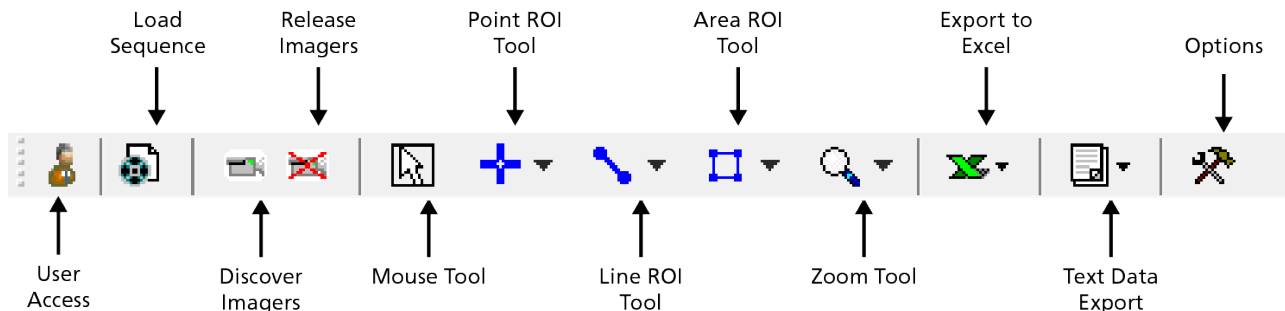 Load
Sequence
Release
Imagers
Point ROI
Tool
Area ROI
Tool
Export to
Excel
Options
User
Access
Discover
Imagers
Mouse Tool
Line ROI
Tool
Zoom Tool
Text Data
Export